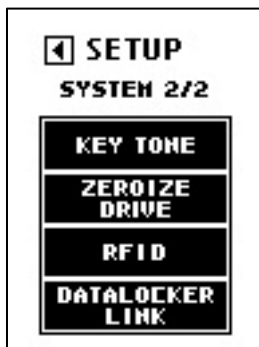 SETUP
SYSTEM 2/2
KEY TONE
ZEROIZE
DRIVE
RFID
DATALOCKER
LINK